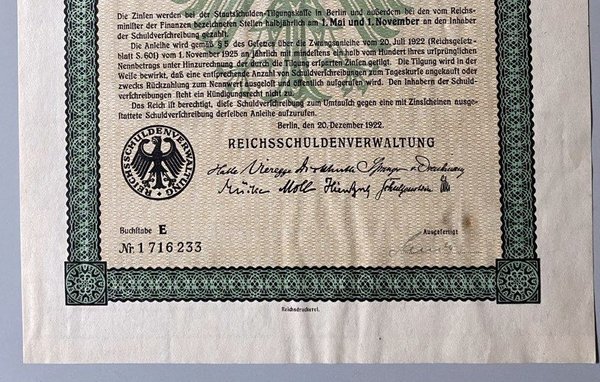 Die Zinsen werden bei der Staatsschulden-Tilgungskasse in Berlin und außerdem bei den vom Reichs-
minister der Finanzen bezeichneten Stellen halbjährlich am 1. Mai und 1. November an den Inhaber
der Schuldverschreibung gezahlt.
Die Anleihe wird gemäß § 5 des Gesetzes über die Zwangsanleihe vom 20. Juli 1922 (Reichsgesetz-
blatt S. 601) vom 1. November 1925 an jährlich mit mindestens ein halb vom Hundert ihres ursprünglichen
Nennbetrags unter Hinzurechnung der durch die Tilgung ersparten Zinsen getilgt. Die Tilgung wird in der
Weise bewirkt, daß eine entsprechende Anzahl von Schuldverschreibungen zum Tageskurse angekauft oder
zwecks Rückzahlung zum Nennwert ausgelost und öffentlich aufgerufen wird. Den Inhabern der Schuld-
verschreibungen steht ein Kündigungsrecht nicht zu.
Das Reich ist berechtigt, diese Schuldverschreibung zum Umtausch gegen eine mit Zinsscheinen ausge-
stattete Schuldverschreibung derselben Anleihe aufzurufen.
Berlin, den 20. Dezember 1922.
REICHSSCHULDENVERWALTUNG
REICHSSCHULDENVERWALTUNG
Halle Vieregge
Müller Moll
Buchstabe E
Ausgefertigt
Nr. 1 716 233
Reichsdruckerei.